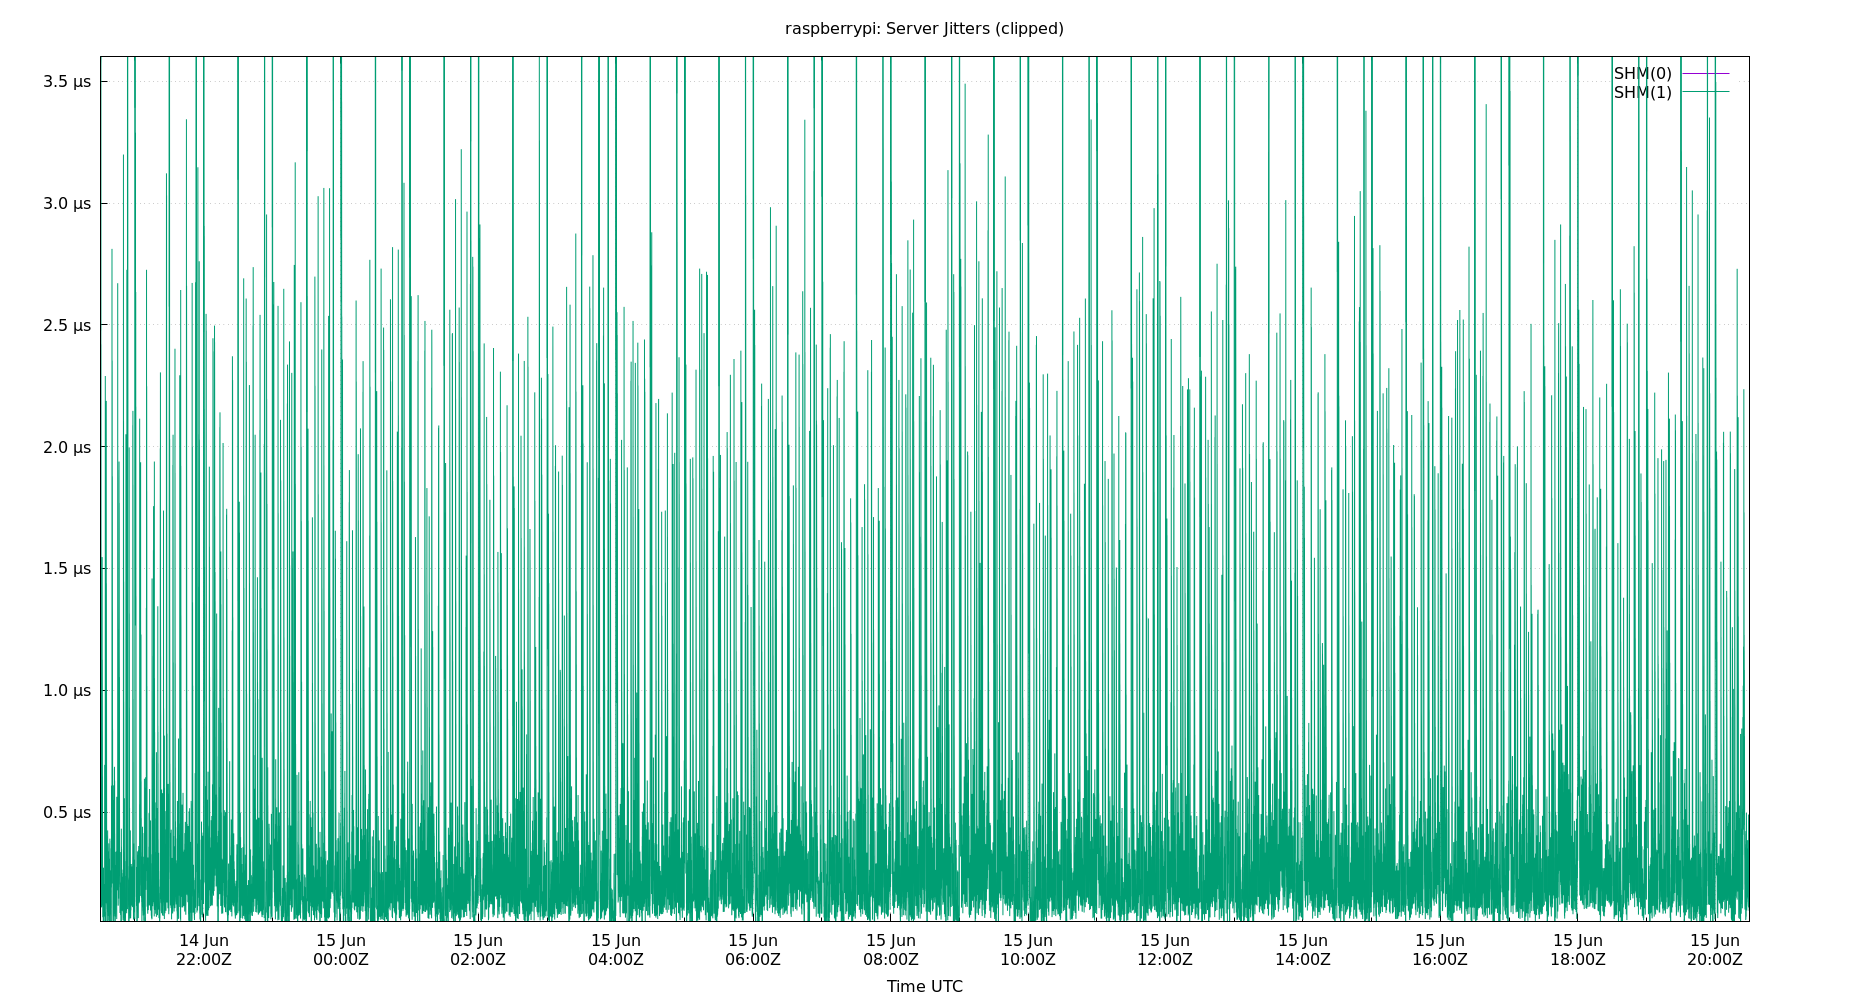 raspberrypi: Server Jitters (clipped)
SHM(0)
SHM(1)
3.5 µs
3.0 µs
2.5 µs
2.0 µs
1.5 µs
1.0 µs
0.5 µs
14 Jun 15 Jun 15 Jun 15 Jun 15 Jun 15 Jun 15 Jun 15 Jun 15 Jun 15 Jun 15 Jun 15 Jun
22:00Z 00:00Z 02:00Z 04:00Z 06:00Z 08:00Z 10:00Z 12:00Z 14:00Z 16:00Z 18:00Z 20:00Z
Time UTC